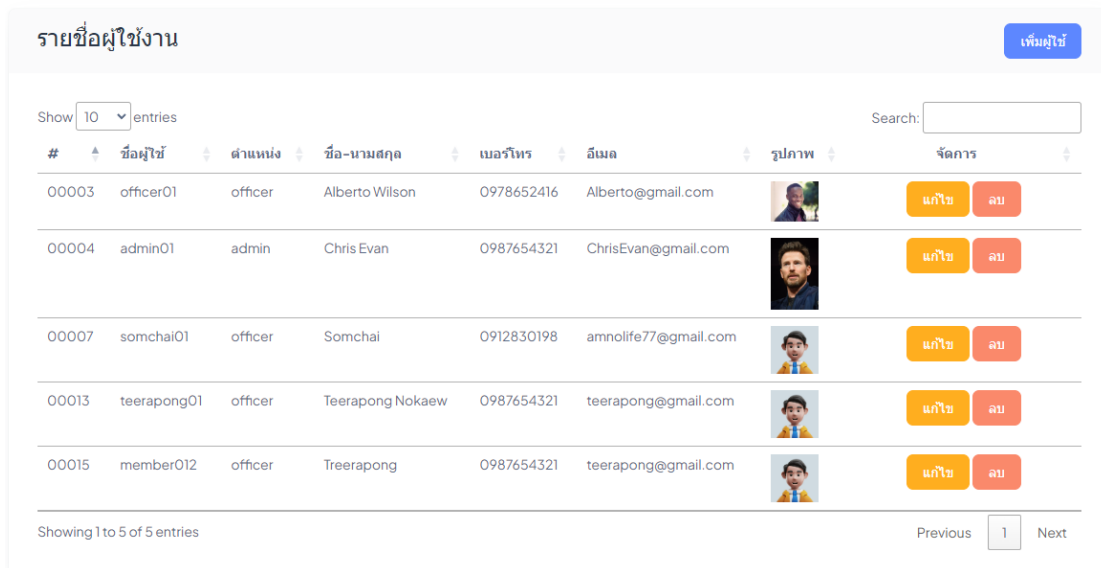 รายชื่อผู้ใช้งาน
เพิ่มผู้ใช้
Show 10 entries
Search:
# ชื่อผู้ใช้ ตำแหน่ง ชื่อ-นามสกุล เบอร์โทร อีเมล รูปภาพ จัดการ
00003 officer01 officer Alberto Wilson 0978652416 Alberto@gmail.com แก้ไข ลบ
00004 admin01 admin Chris Evan 0987654321 ChrisEvan@gmail.com แก้ไข ลบ
00007 somchai01 officer Somchai 0912830198 amnolife77@gmail.com แก้ไข ลบ
00013 teerapong01 officer Teerapong Nokaew 0987654321 teerapong@gmail.com แก้ไข ลบ
00015 member012 officer Treerapong 0987654321 teerapong@gmail.com แก้ไข ลบ
Showing 1 to 5 of 5 entries
Previous 1 Next